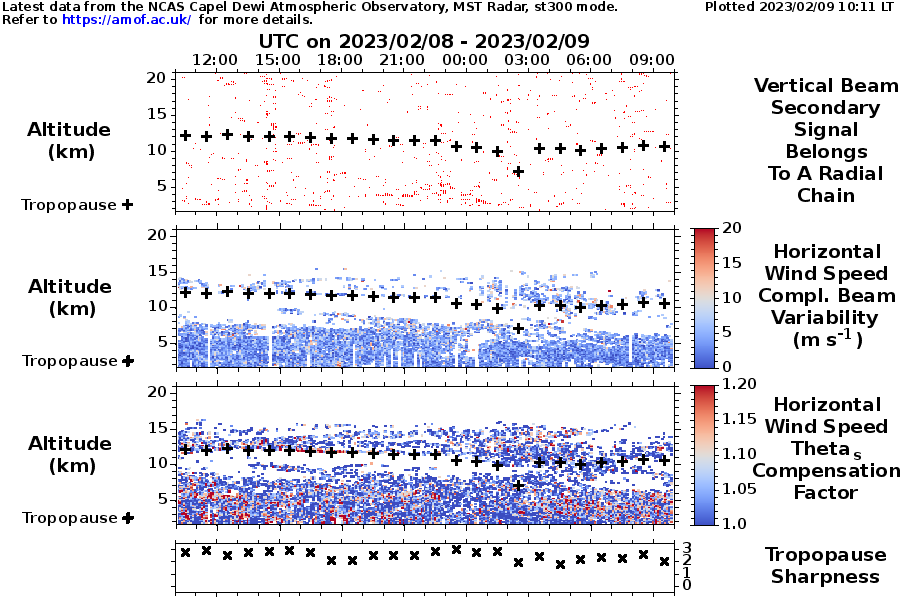 Latest data from the NCAS Capel Dewi Atmospheric Observatory, MST Radar, st300 mode.
Plotted 2023/02/09 10:11 LT
Refer to https://amof.ac.uk/ for more details.
UTC on 2023/02/08 - 2023/02/09
12:00 15:00 18:00 21:00 00:00 03:00 06:00 09:00
20
15
10
5
Altitude
(km)
Tropopause
Vertical Beam
Secondary
Signal
Belongs
To A Radial
Chain
20
15
10
5
Altitude
(km)
Tropopause
20
15
10
5
0
Horizontal
Wind Speed
Compl. Beam
Variability
(m s-1)
20
15
10
5
Altitude
(km)
Tropopause
1.20
1.15
1.10
1.05
1.0
Horizontal
Wind Speed
Theta s
Compensation
Factor
3
2
1
0
Tropopause
Sharpness